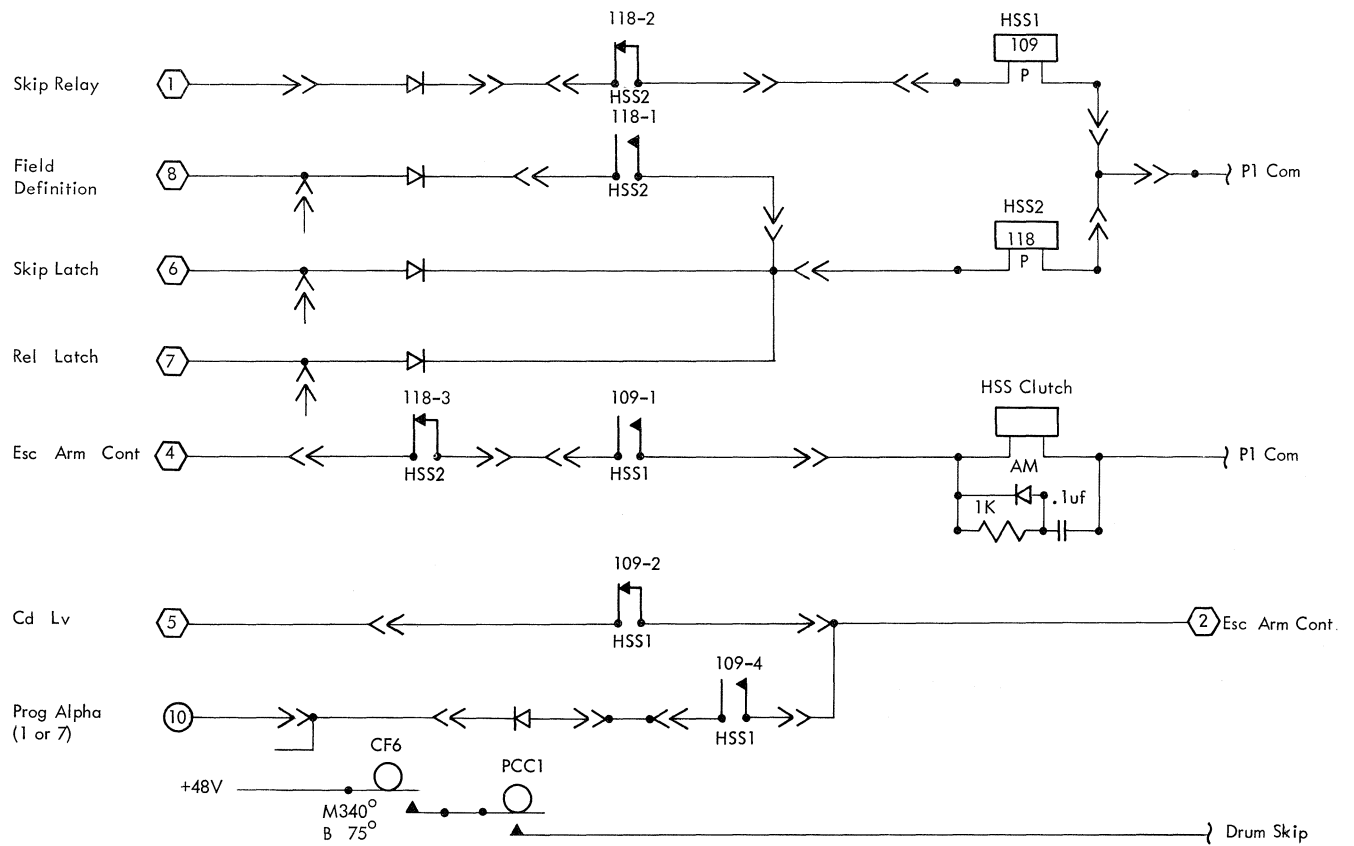 118-2
HSS1
109
Skip Relay
1
P
HSS2
118-1
Field
Definition
8
HSS2
P1 Com
HSS2
118
P
Skip Latch
6
Rel Latch
7
118-3
109-1
HSS Clutch
Esc Arm Cont
4
HSS2
HSS1
P1 Com
AM
1K
.1uf
109-2
Cd Lv
5
HSS1
2
Esc Arm Cont.
109-4
Prog Alpha
(1 or 7)
10
HSS1
CF6
PCC1
+48V
M340°
B 75°
Drum Skip